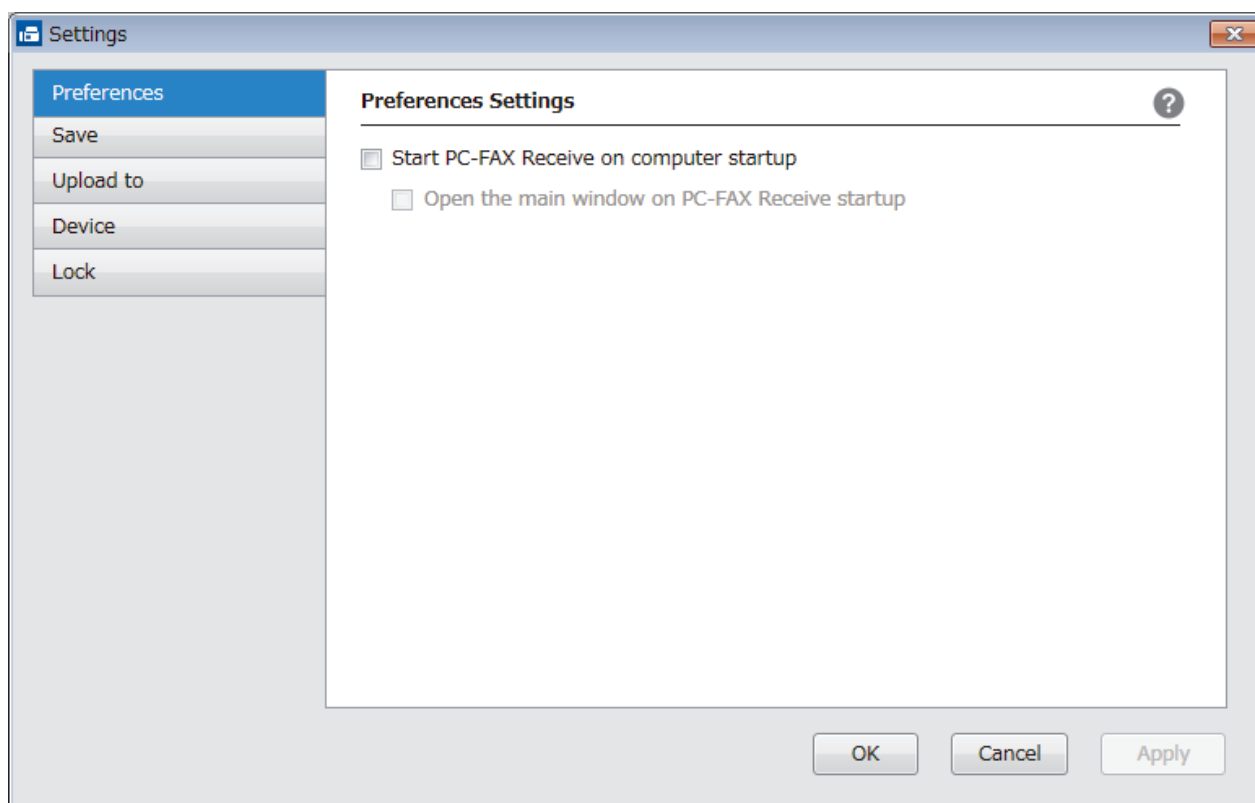 Settings
Preferences
Save
Upload to
Device
Lock
Preferences Settings
?
Start PC-FAX Receive on computer startup
Open the main window on PC-FAX Receive startup
OK
Cancel
Apply